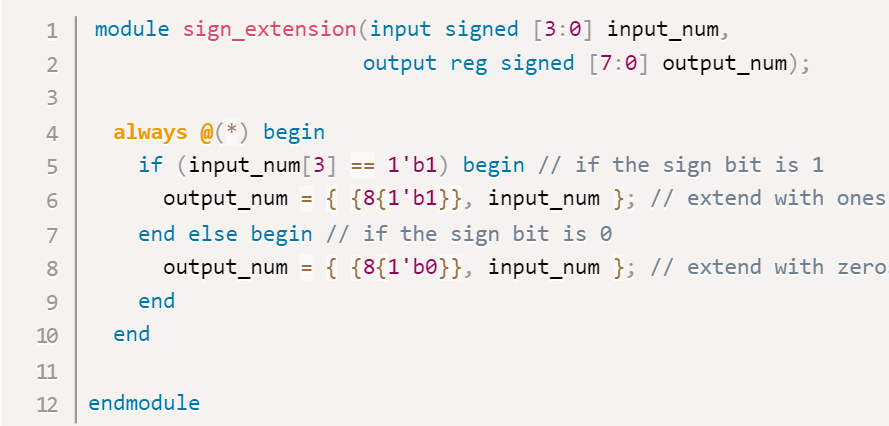 1 module sign_extension(input signed [3:0] input_num,
2 output reg signed [7:0] output_num);
3
4 always @(*) begin
5 if (input_num[3] == 1'b1) begin // if the sign bit is 1
6 output_num = { {8{1'b1}}, input_num }; // extend with ones
7 end else begin // if the sign bit is 0
8 output_num = { {8{1'b0}}, input_num }; // extend with zero
9 end
10 end
11
12 endmodule